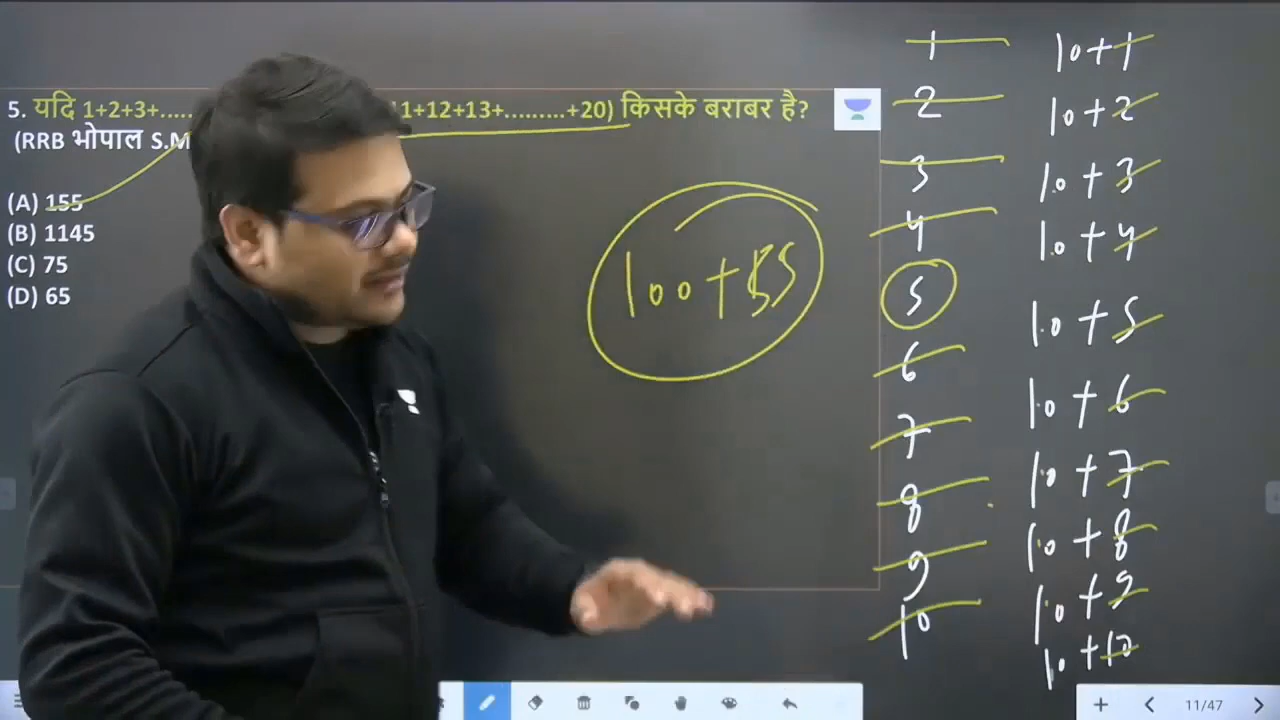 5. यदि 1+2+3+..... 11+12+13+.........+20) किसके बराबर है?
(RRB भोपाल S.M
(A) 155
(B) 1145
(C) 75
(D) 65
100+55
1 10+1
2 10+2
3 10+3
4 10+4
5 10+5
6 10+6
7 10+7
8 10+8
9 10+9
10 10+10
11/47